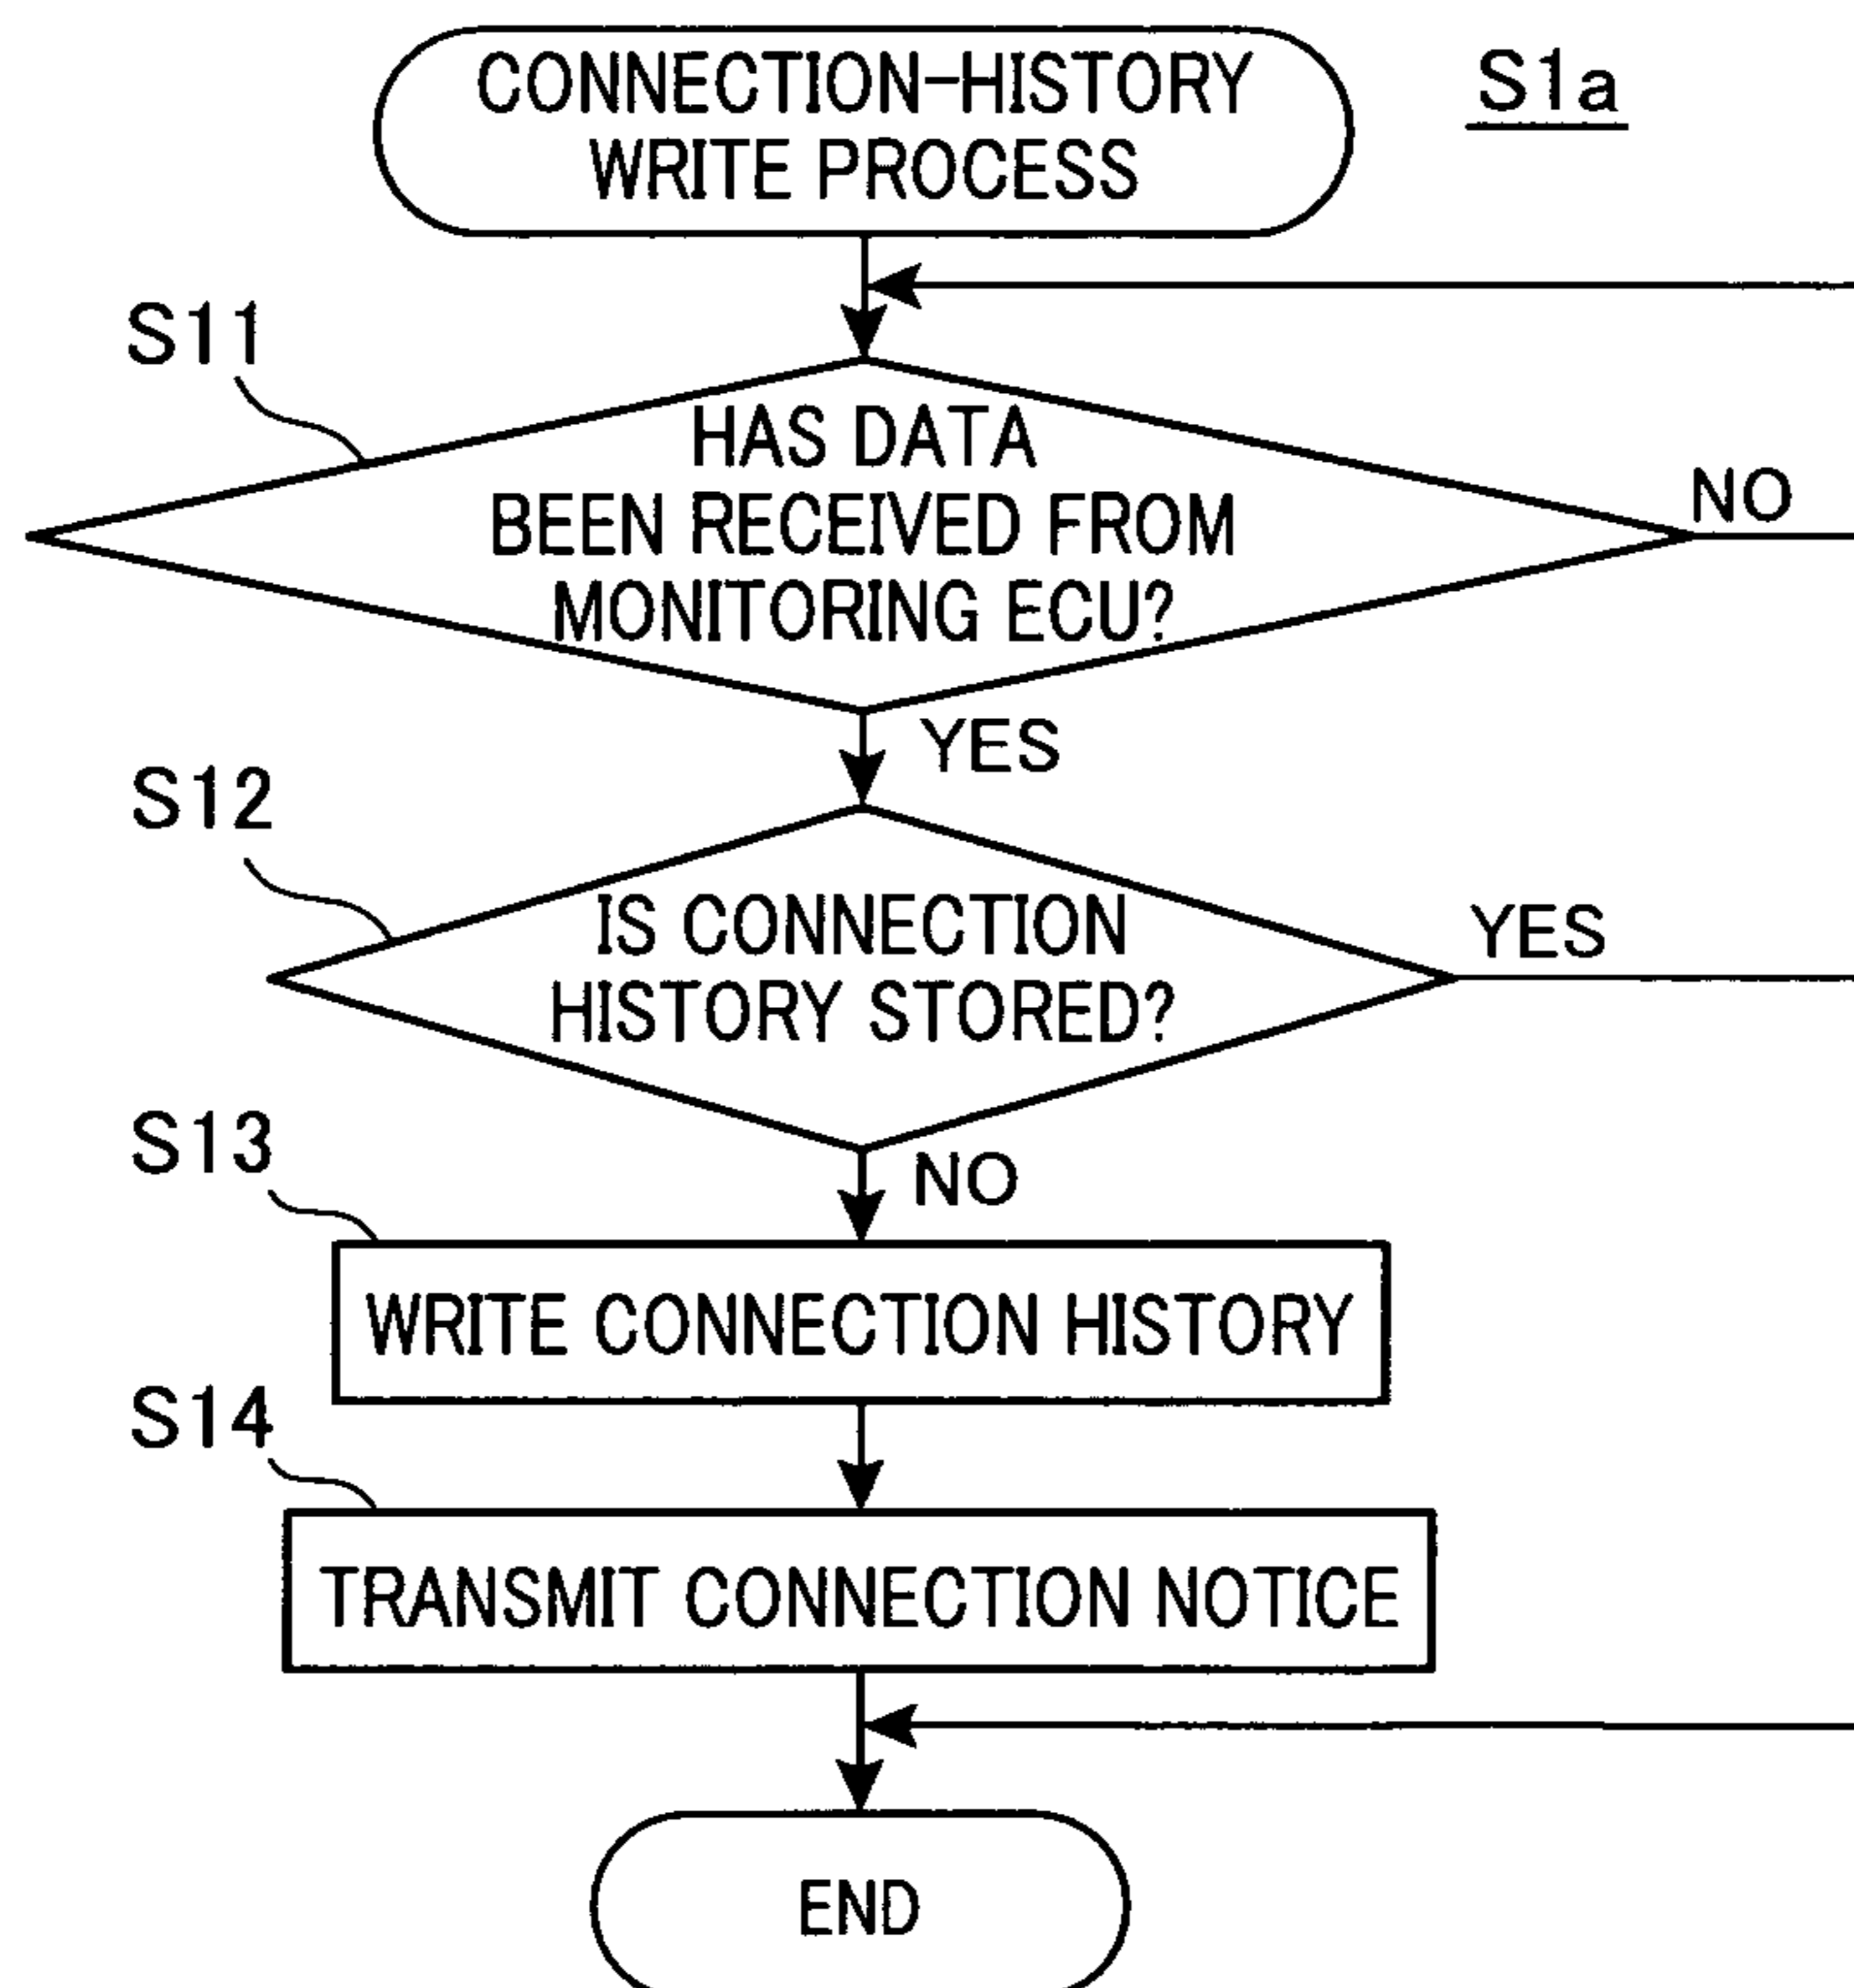 CONNECTION-HISTORY
WRITE PROCESS
S1a
S11
HAS DATA
BEEN RECEIVED FROM
MONITORING ECU?
NO
YES
S12
IS CONNECTION
HISTORY STORED?
YES
NO
S13
WRITE CONNECTION HISTORY
S14
TRANSMIT CONNECTION NOTICE
END